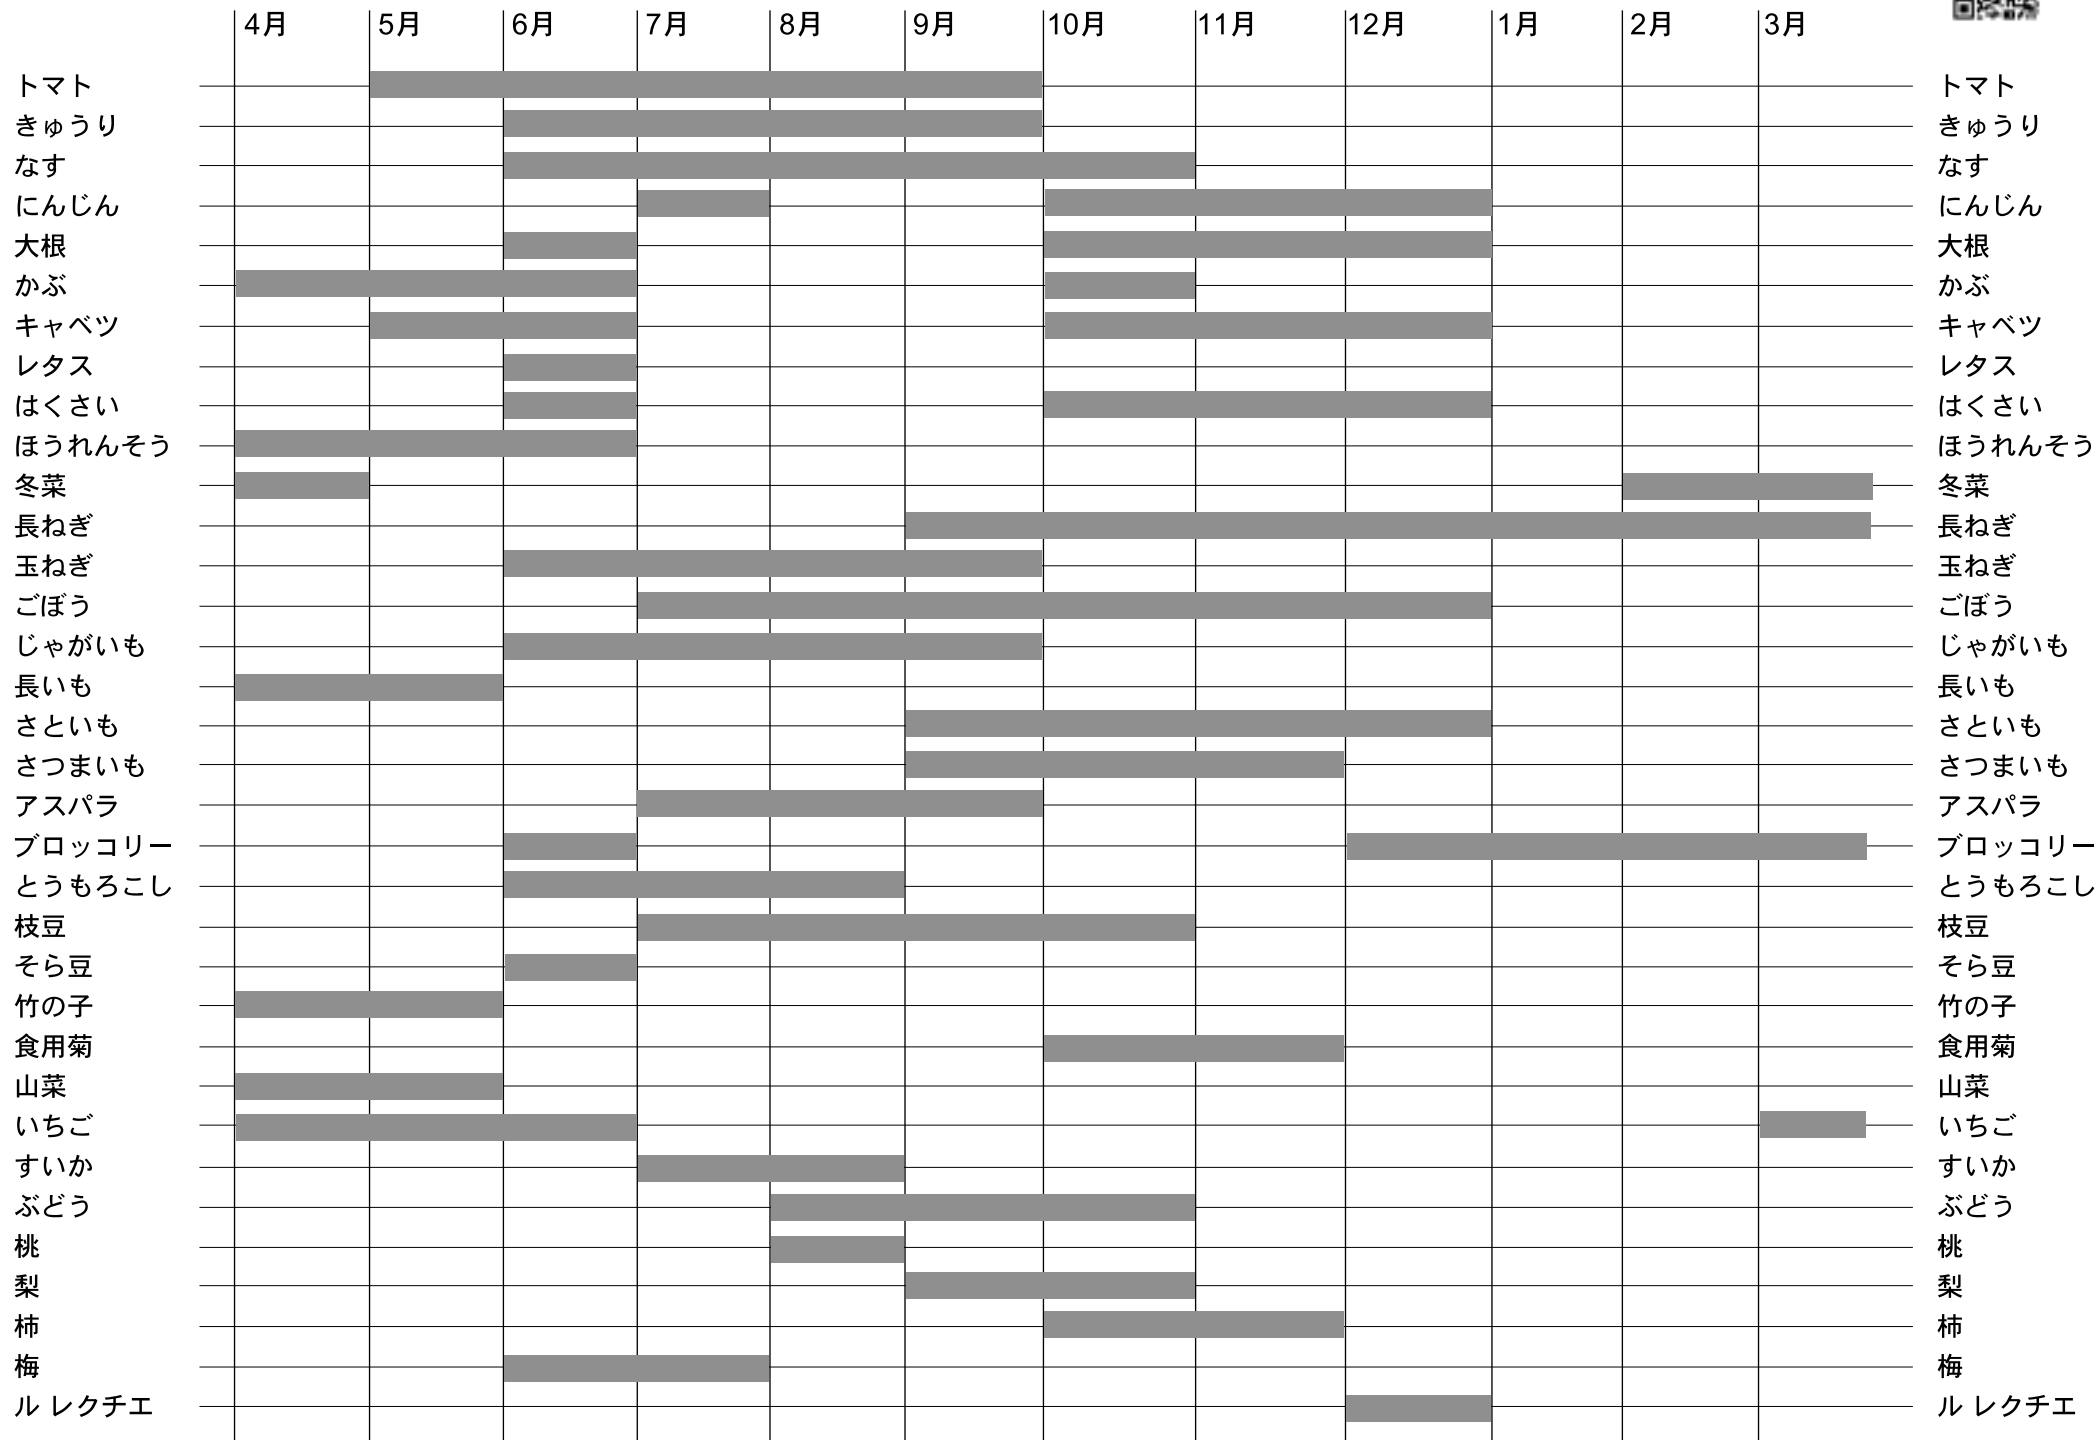 4月 5月 6月 7月 8月 9月 10月 11月 12月 1月 2月 3月
トマト トマト
きゅうり きゅうり
なす なす
にんじん にんじん
大根 大根
かぶ かぶ
キャベツ キャベツ
レタス レタス
はくさい はくさい
ほうれんそう ほうれんそう
冬菜 冬菜
長ねぎ 長ねぎ
玉ねぎ 玉ねぎ
ごぼう ごぼう
じゃがいも じゃがいも
長いも 長いも
さといも さといも
さつまいも さつまいも
アスパラ アスパラ
ブロッコリー ブロッコリー
とうもろこし とうもろこし
枝豆 枝豆
そら豆 そら豆
竹の子 竹の子
食用菊 食用菊
山菜 山菜
いちご いちご
すいか すいか
ぶどう ぶどう
桃 桃
梨 梨
柿 柿
梅 梅
ル レクチエ ル レクチエ